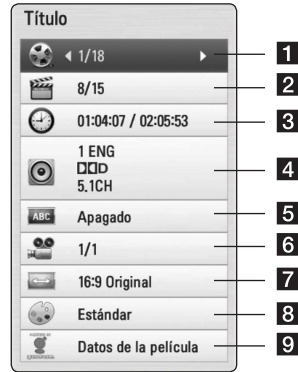 Título
1/18
1
8/15
2
01:04:07 / 02:05:53
3
1 ENG
DD D
5.1CH
4
ABC
Apagado
5
1/1
6
16:9 Original
7
Estándar
8
Datos de la película
9